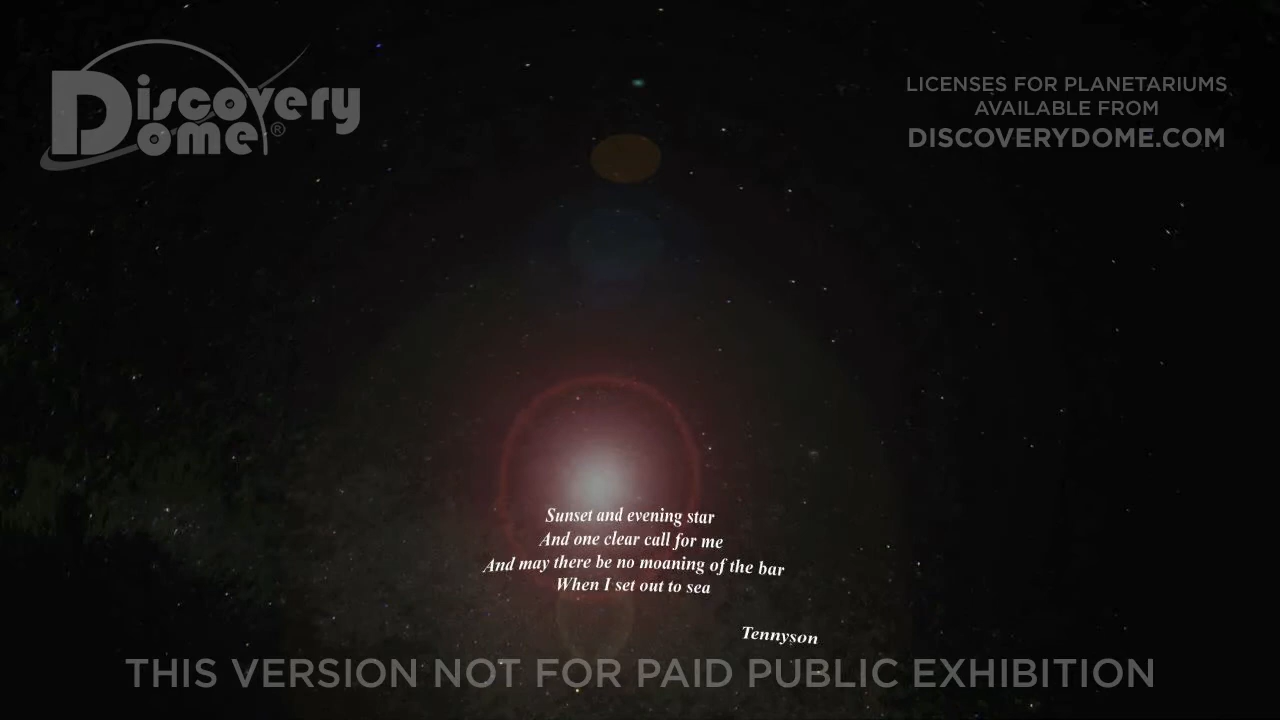 Discovery
Dome®
LICENSES FOR PLANETARIUMS
AVAILABLE FROM
DISCOVERYDOME.COM
Sunset and evening star
And one clear call for me
And may there be no moaning of the bar
When I set out to sea
Tennyson
THIS VERSION NOT FOR PAID PUBLIC EXHIBITION